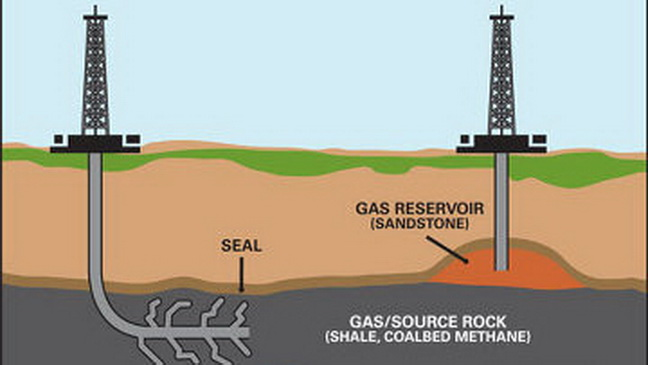 GAS RESERVOIR
(SANDSTONE)
SEAL
GAS/SOURCE ROCK
(SHALE, COALBED METHANE)